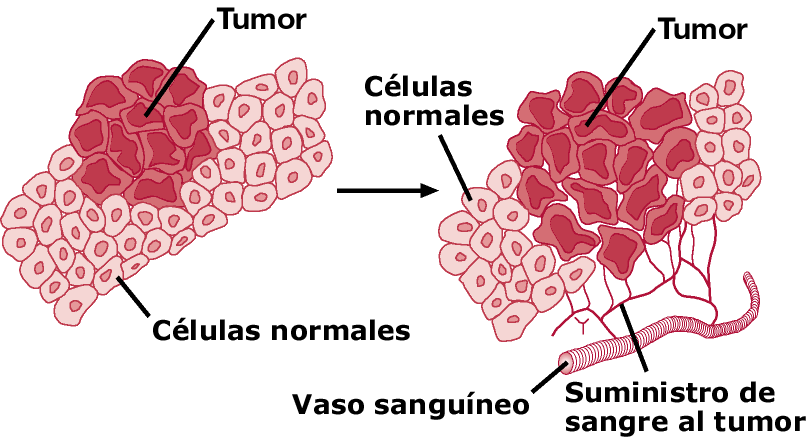 Tumor
Células normales
Tumor
Células
normales
Vaso sanguíneo
Suministro de
sangre al tumor